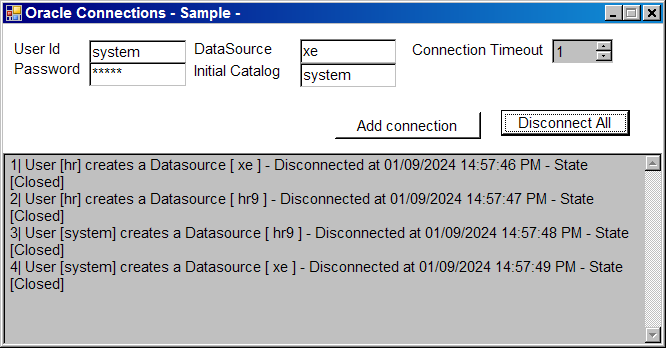 Oracle Connections - Sample -
User Id system DataSource xe Connection Timeout 1
Password ***** Initial Catalog system
Add connection Disconnect All
1| User [hr] creates a Datasource [ xe ] - Disconnected at 01/09/2024 14:57:46 PM - State
[Closed]
2| User [hr] creates a Datasource [ hr9 ] - Disconnected at 01/09/2024 14:57:47 PM - State
[Closed]
3| User [system] creates a Datasource [ hr9 ] - Disconnected at 01/09/2024 14:57:48 PM - State
[Closed]
4| User [system] creates a Datasource [ xe ] - Disconnected at 01/09/2024 14:57:49 PM - State
[Closed]